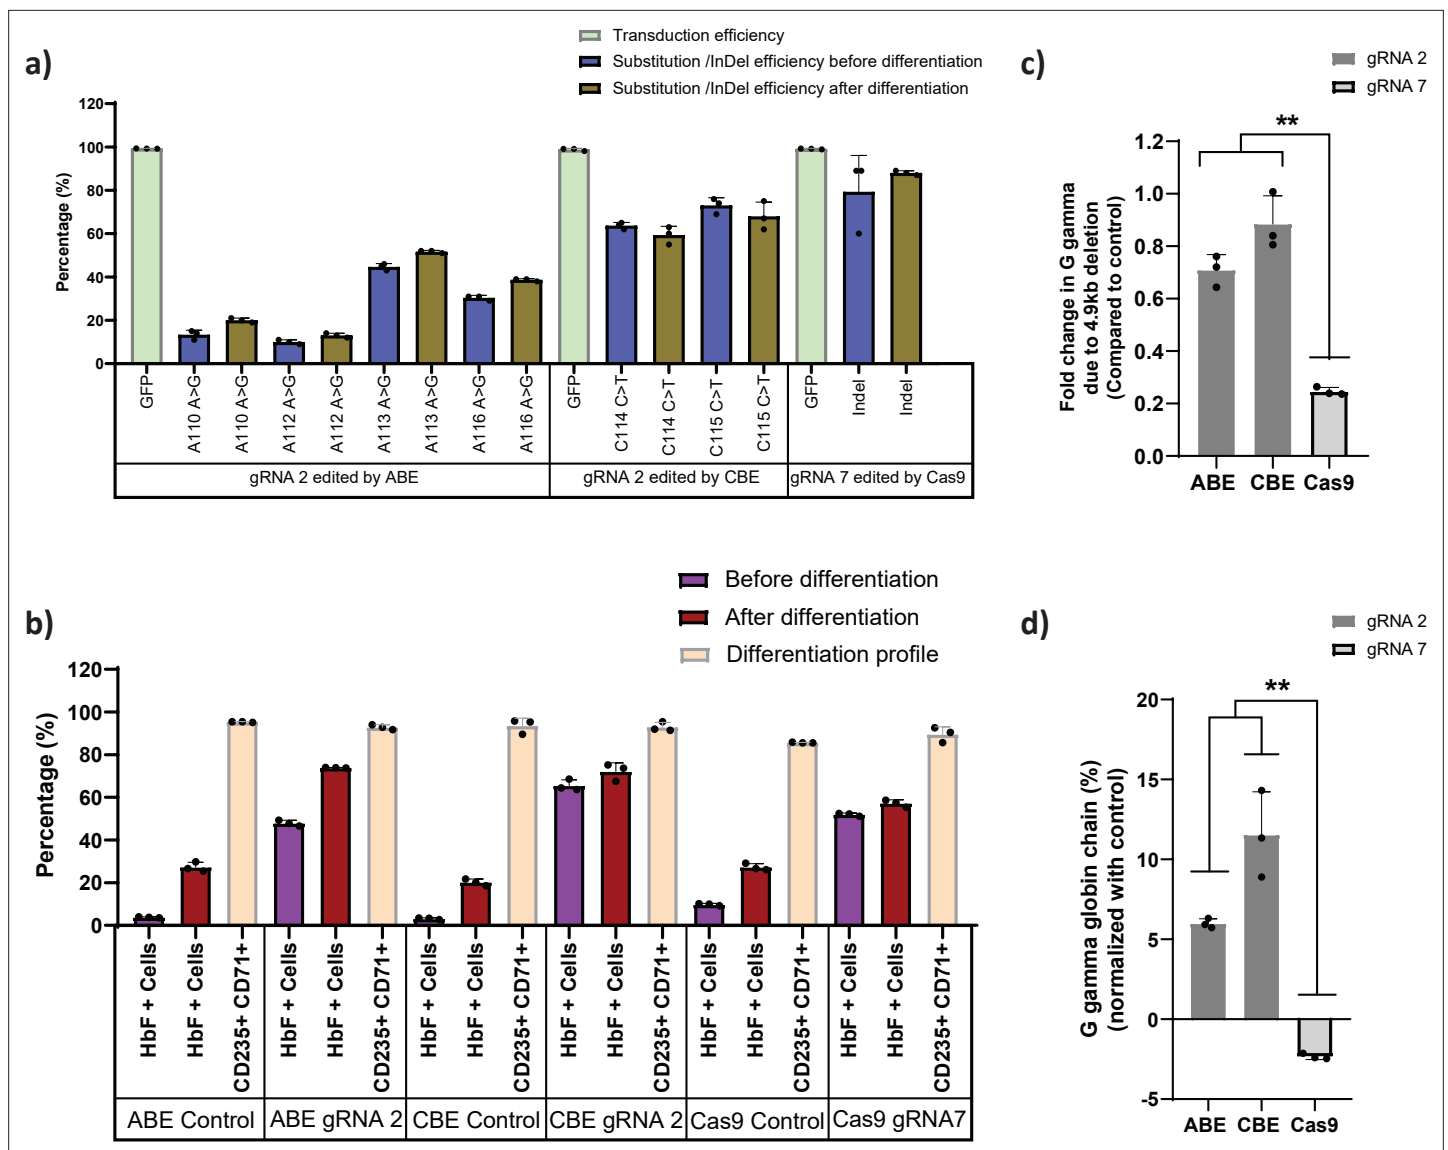 a)
Transduction efficiency
Substitution /InDel efficiency before differentiation
Substitution /InDel efficiency after differentiation
Percentage (%)
120
100
80
60
40
20
0
GFP
A110 A>G
A110 A>G
A112 A>G
A112 A>G
A113 A>G
A113 A>G
A116 A>G
A116 A>G
GFP
C114 C>T
C114 C>T
C115 C>T
C115 C>T
GFP
Indel
Indel
gRNA 2 edited by ABE
gRNA 2 edited by CBE
gRNA 7 edited by Cas9
c)
gRNA 2
gRNA 7
**
Fold change in G gamma
due to 4.9kb deletion
(Compared to control)
1.2
1.0
0.8
0.6
0.4
0.2
0.0
ABE
CBE
Cas9
b)
Before differentiation
After differentiation
Differentiation profile
Percentage (%)
120
100
80
60
40
20
0
HbF + Cells
HbF + Cells
CD235+ CD71+
HbF + Cells
HbF + Cells
CD235+ CD71+
HbF + Cells
HbF + Cells
CD235+ CD71+
HbF + Cells
HbF + Cells
CD235+ CD71+
HbF + Cells
HbF + Cells
CD235+ CD71+
HbF + Cells
HbF + Cells
CD235+ CD71+
ABE Control
ABE gRNA 2
CBE Control
CBE gRNA 2
Cas9 Control
Cas9 gRNA7
d)
gRNA 2
gRNA 7
**
G gamma globin chain (%)
(normalized with control)
20
15
10
5
0
-5
ABE
CBE
Cas9